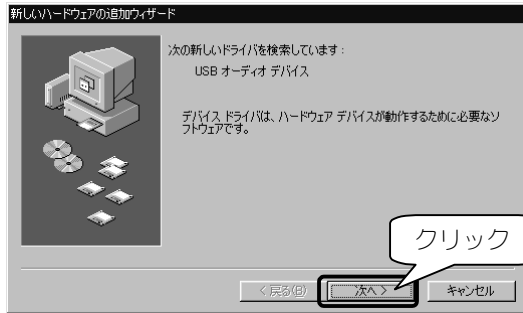 新しいハードウェアの追加ウィザード
次の新しいドライバを検索しています:
USB オーディオ デバイス
デバイス ドライバは、ハードウェア デバイスが動作するために必要なソ
フトウェアです。
クリック
< 戻る(B)
次へ >
キャンセル